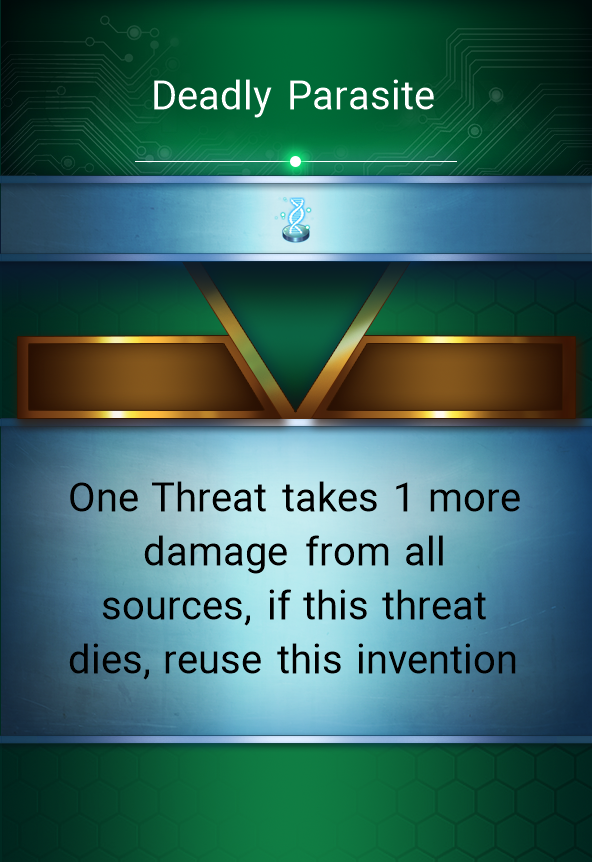 Deadly Parasite
One Threat takes 1 more
damage from all
sources, if this threat
dies, reuse this invention